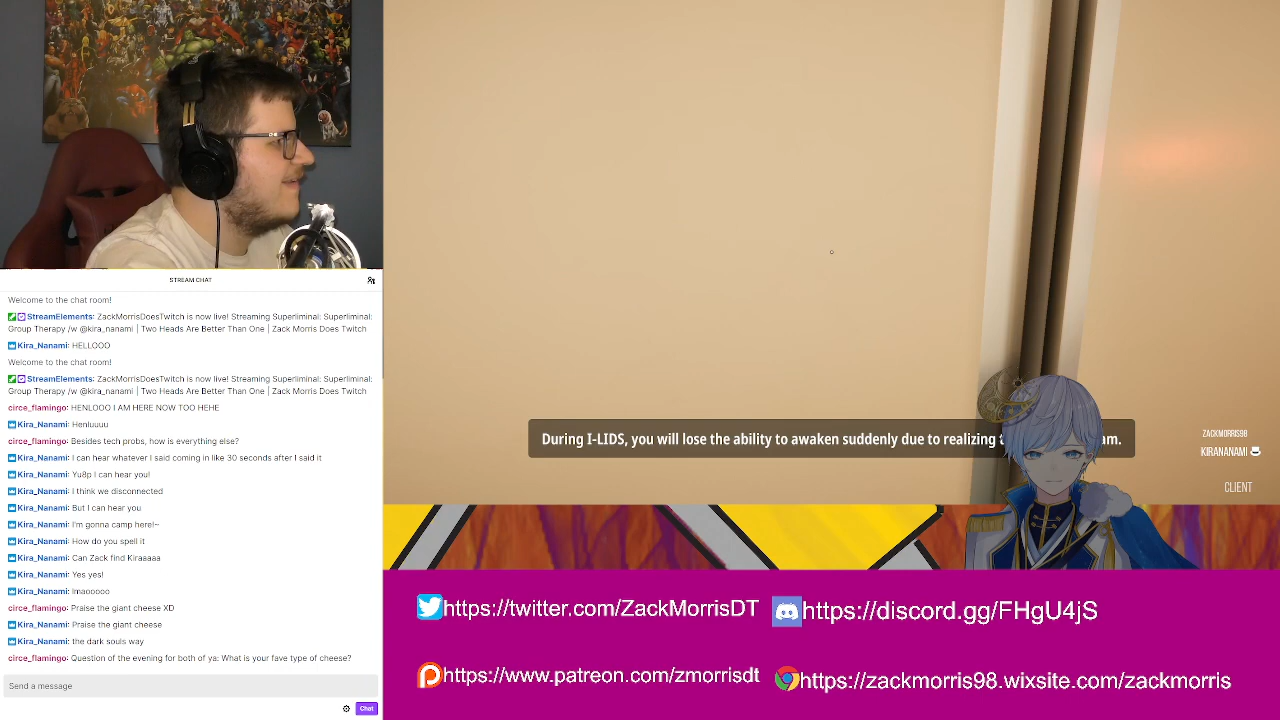 STREAM CHAT
Welcome to the chat room!
StreamElements: ZackMorrisDoesTwitch is now live! Streaming Superliminal: Superliminal:
Group Therapy /w @kira_nanami | Two Heads Are Better Than One | Zack Morris Does Twitch
Kira_Nanami: HELLOOO
Welcome to the chat room!
StreamElements: ZackMorrisDoesTwitch is now live! Streaming Superliminal: Superliminal:
Group Therapy /w @kira_nanami | Two Heads Are Better Than One | Zack Morris Does Twitch
circe_flamingo: HENLOOO I AM HERE NOW TOO HEHE
Kira_Nanami: Henluuuu
circe_flamingo: Besides tech probs, how is everything else?
Kira_Nanami: I can hear whatever I said coming in like 30 seconds after I said it
Kira_Nanami: Yu8p I can hear you!
Kira_Nanami: I think we disconnected
Kira_Nanami: But I can hear you
Kira_Nanami: I'm gonna camp here!~
Kira_Nanami: How do you spell it
Kira_Nanami: Can Zack find Kiraaaaa
Kira_Nanami: Yes yes!
Kira_Nanami: lmaooooo
circe_flamingo: Praise the giant cheese XD
Kira_Nanami: Praise the giant cheese
Kira_Nanami: the dark souls way
circe_flamingo: Question of the evening for both of ya: What is your fave type of cheese?
Send a message
Chat
During I-LIDS, you will lose the ability to awaken suddenly due to realizing
ZACKMORRIS98
KIRANANAMI
CLIENT
https://twitter.com/ZackMorrisDT
https://discord.gg/FHgU4jS
https://www.patreon.com/zmorrisdt
https://zackmorris98.wixsite.com/zackmorris